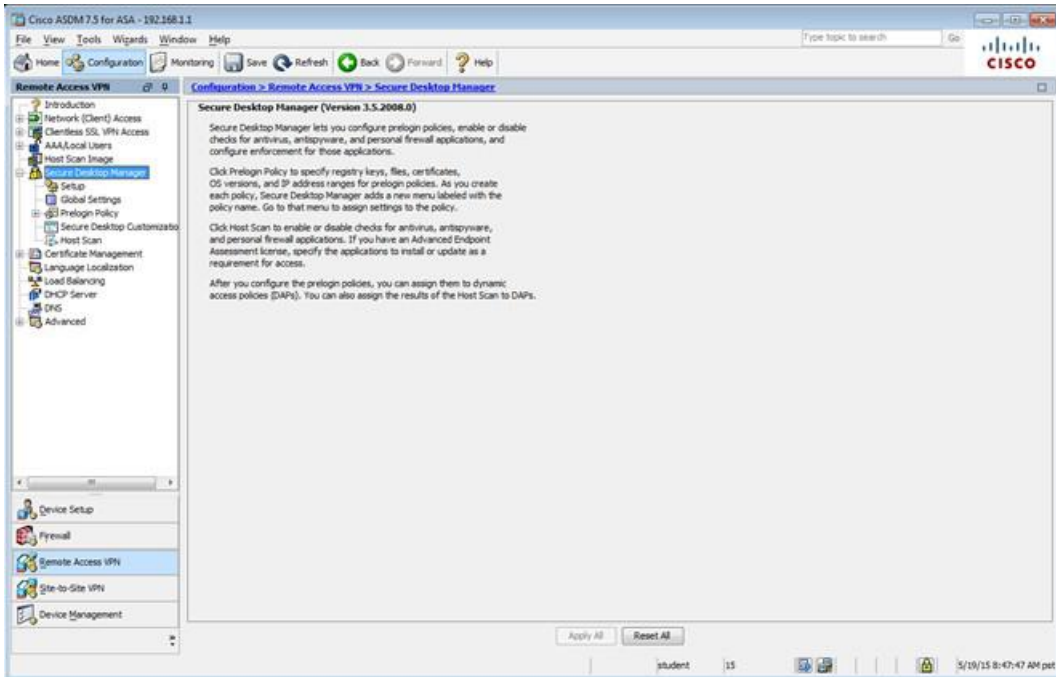 Cisco ASDM 7.5 for ASA - 192.168.1.1
File View Tools Wizards Window Help
Type topic to search Go
Home Configuration Monitoring Save Refresh Back Forward Help
CISCO
Remote Access VPN
Configuration > Remote Access VPN > Secure Desktop Manager
Introduction
Network (Client) Access
Clientless SSL VPN Access
AAA/Local Users
Host Scan Image
Secure Desktop Manager
Setup
Global Settings
Prelogin Policy
Secure Desktop Customizatio
Host Scan
Certificate Management
Language Localization
Load Balancing
DHCP Server
DNS
Advanced
Secure Desktop Manager (Version 3.5.2008.0)
Secure Desktop Manager lets you configure prelogin policies, enable or disable
checks for antivirus, antispyware, and personal firewall applications, and
configure enforcement for those applications.
Click Prelogin Policy to specify registry keys, files, certificates,
OS versions, and IP address ranges for prelogin policies. As you create
each policy, Secure Desktop Manager adds a new menu labeled with the
policy name. Go to that menu to assign settings to the policy.
Click Host Scan to enable or disable checks for antivirus, antispyware,
and personal firewall applications. If you have an Advanced Endpoint
Assessment license, specify the applications to install or update as a
requirement for access.
After you configure the prelogin policies, you can assign them to dynamic
access policies (DAPs). You can also assign the results of the Host Scan to DAPs.
Device Setup
Firewall
Remote Access VPN
Site-to-Site VPN
Device Management
Apply All Reset All
student 15 5/19/15 8:47:47 AM pst